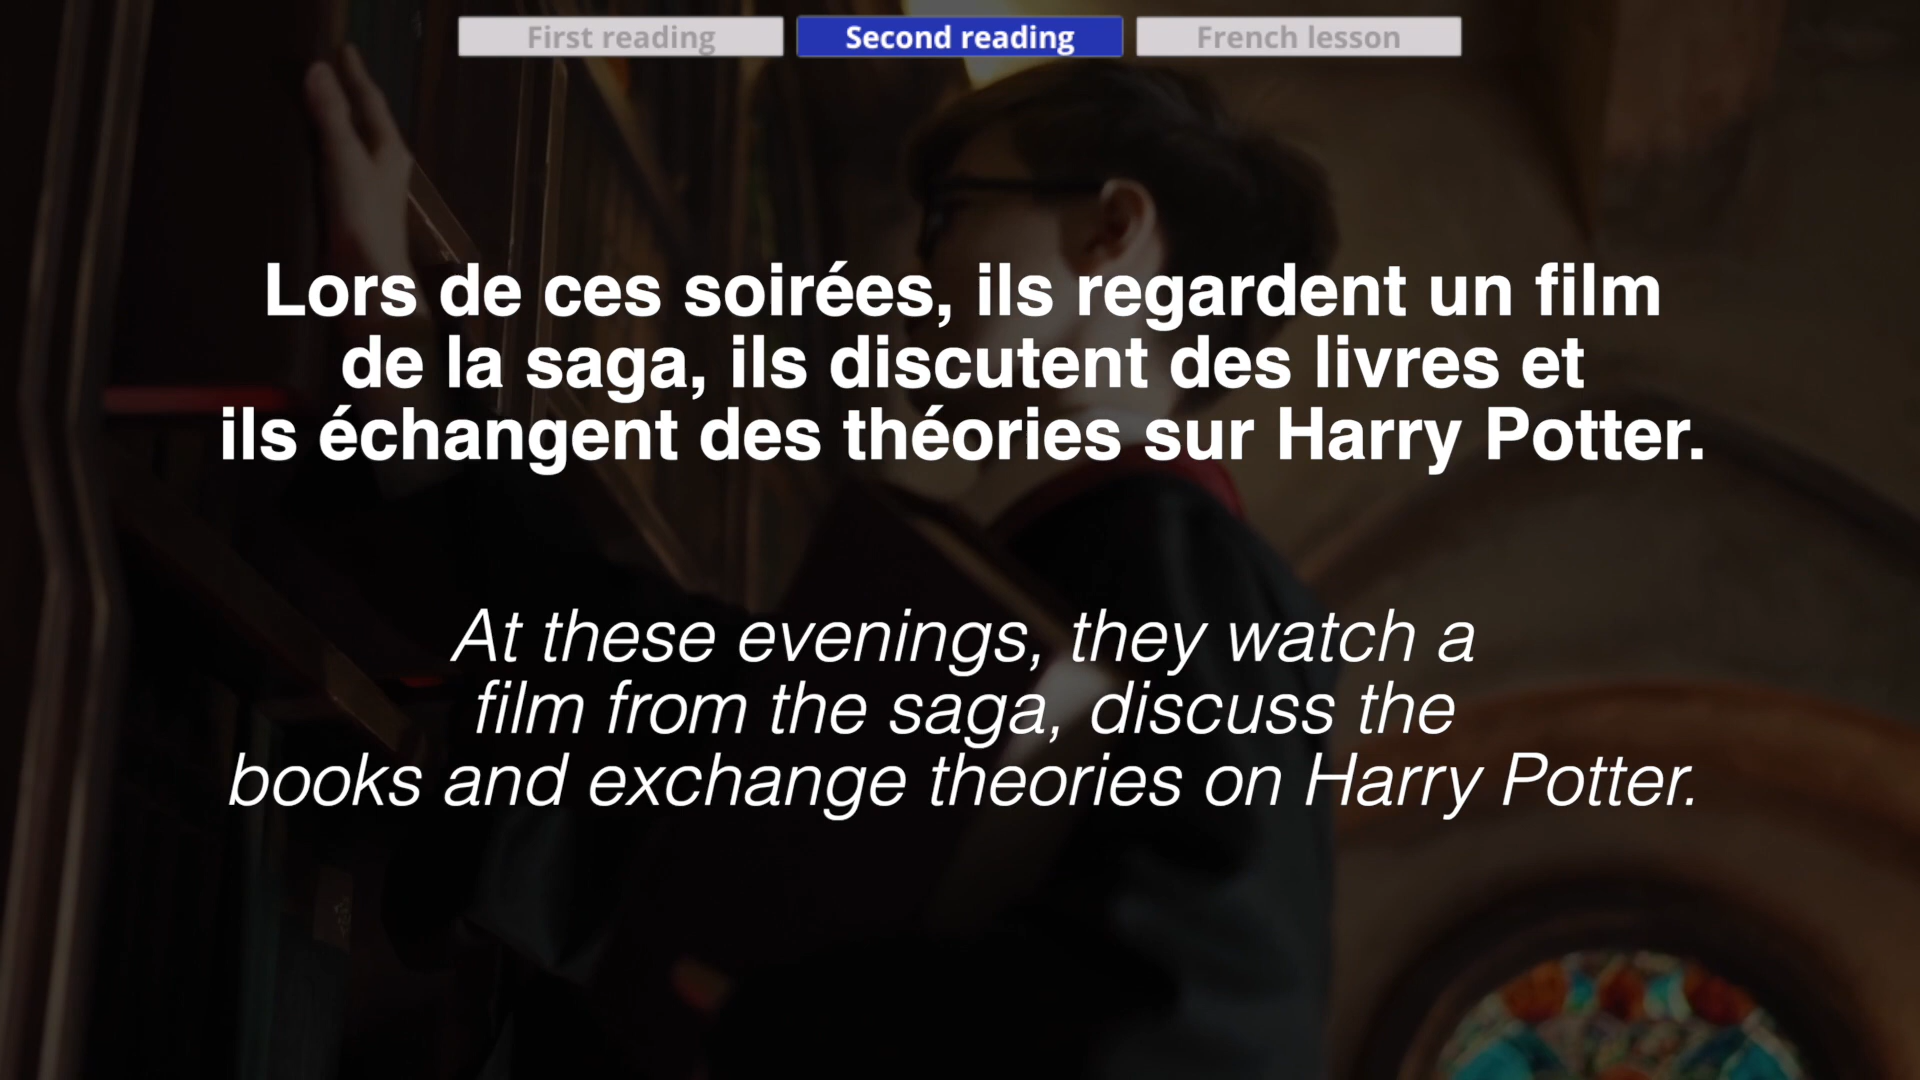 First reading
Second reading
French lesson
Lors de ces soirées, ils regardent un film
de la saga, ils discutent des livres et
ils échangent des théories sur Harry Potter.
At these evenings, they watch a
film from the saga, discuss the
books and exchange theories on Harry Potter.